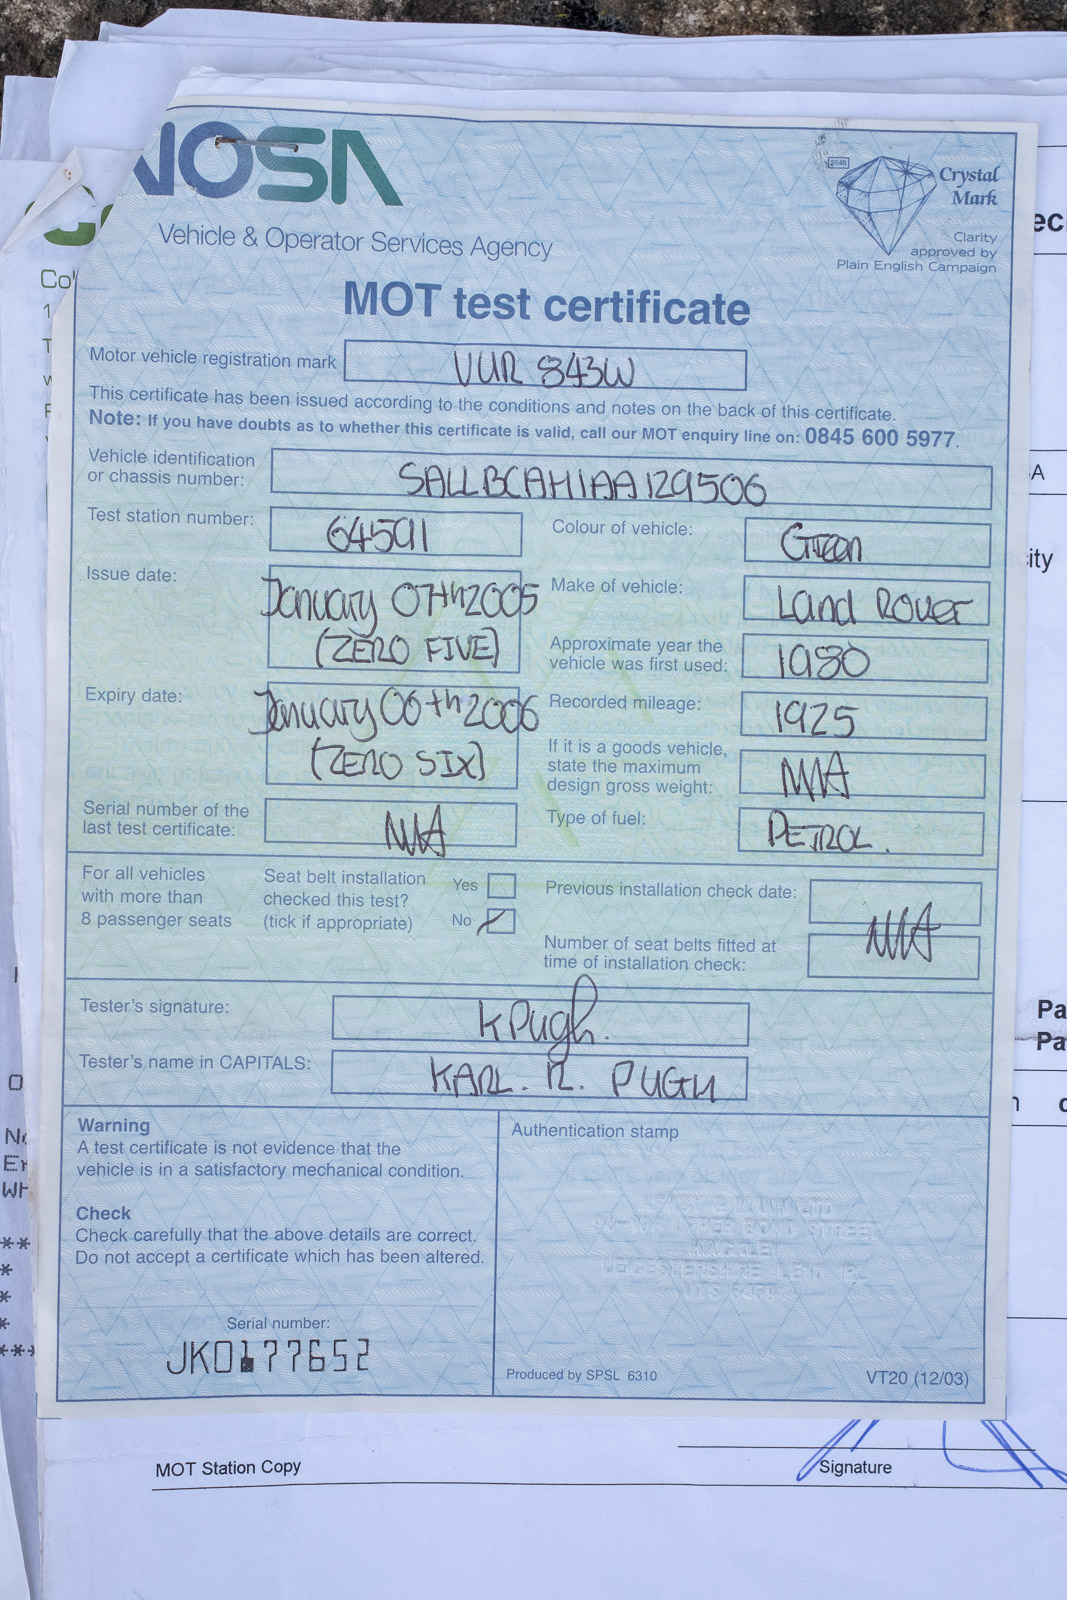 VOSA
Vehicle & Operator Services Agency
Crystal
Mark
Clarity
approved by
Plain English Campaign
MOT test certificate
Motor vehicle registration mark VUR 843W
This certificate has been issued according to the conditions and notes on the back of this certificate.
Note: If you have doubts as to whether this certificate is valid, call our MOT enquiry line on: 0845 600 5977.
Vehicle identification
or chassis number: SALLBCAH1AA129506
Test station number: 64591
Colour of vehicle: Green
Issue date: January 07th 2005
(ZERO FIVE)
Make of vehicle: Land Rover
Approximate year the
vehicle was first used: 1980
Expiry date: January 06th 2006
(ZERO SIX)
Recorded mileage: 1925
If it is a goods vehicle,
state the maximum
design gross weight: N/A
Serial number of the
last test certificate: N/A
Type of fuel: PETROL.
For all vehicles
with more than
8 passenger seats
Seat belt installation
checked this test?
(tick if appropriate)
Yes
No
Previous installation check date:
N/A
Number of seat belts fitted at
time of installation check:
Tester's signature: K Pugh.
Tester's name in CAPITALS: KARL. R. PUGH
Warning
A test certificate is not evidence that the
vehicle is in a satisfactory mechanical condition.
Check
Check carefully that the above details are correct.
Do not accept a certificate which has been altered.
Serial number:
JK0177652
Authentication stamp
Produced by SPSL 6310
VT20 (12/03)
MOT Station Copy
Signature